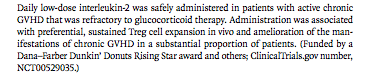 Daily low-dose interleukin-2 was safely administered in patients with active chronic
GVHD that was refractory to glucocorticoid therapy. Administration was associated
with preferential, sustained Treg cell expansion in vivo and amelioration of the man-
ifestations of chronic GVHD in a substantial proportion of patients. (Funded by a
Dana–Farber Dunkin' Donuts Rising Star award and others; ClinicalTrials.gov number,
NCT00529035.)